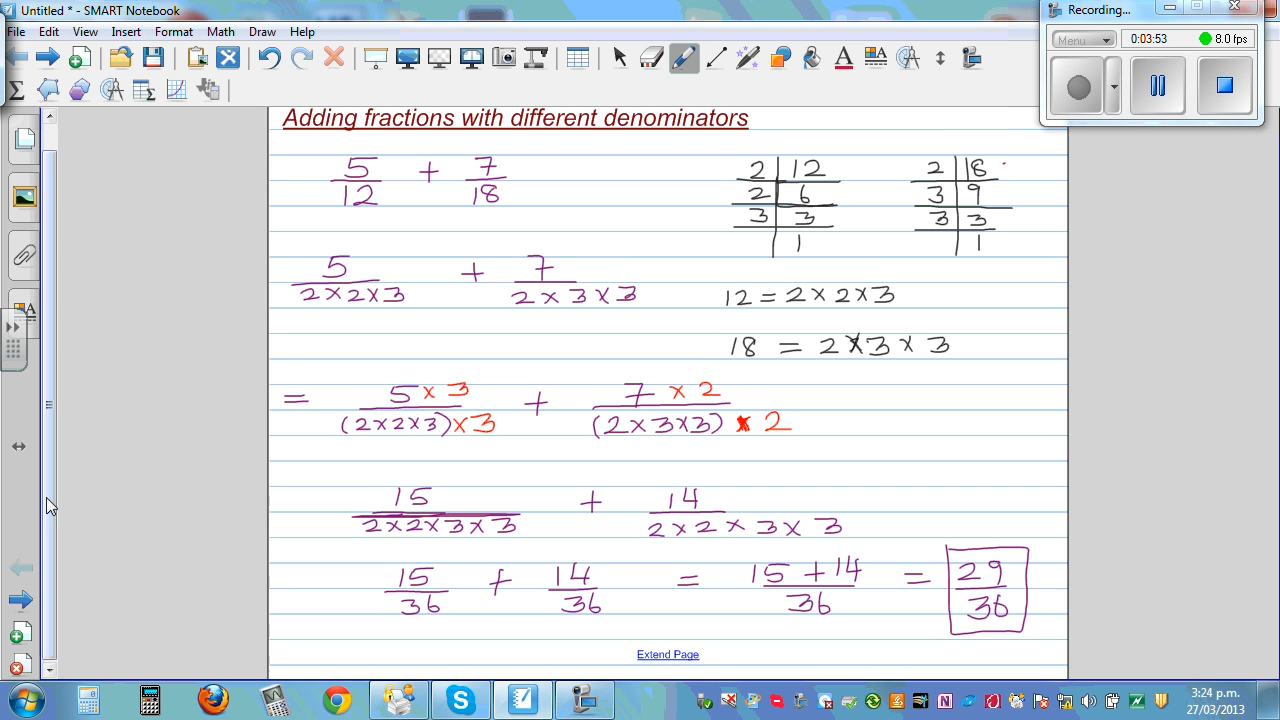 Untitled * - SMART Notebook
Recording...
File Edit View Insert Format Math Draw Help
Menu 0:03:53 8.0 fps
Adding fractions with different denominators
5/12 + 7/18
2 | 12
2 | 6
3 | 3
1
2 | 18
3 | 9
3 | 3
1
5/2×2×3 + 7/2×3×3
12 = 2×2×3
18 = 2×3×3
= 5×3/(2×2×3)×3 + 7×2/(2×3×3)×2
15/2×2×3×3 + 14/2×2×3×3
15/36 + 14/36 = 15+14/36 = 29/36
Extend Page
3:24 p.m.
27/03/2013